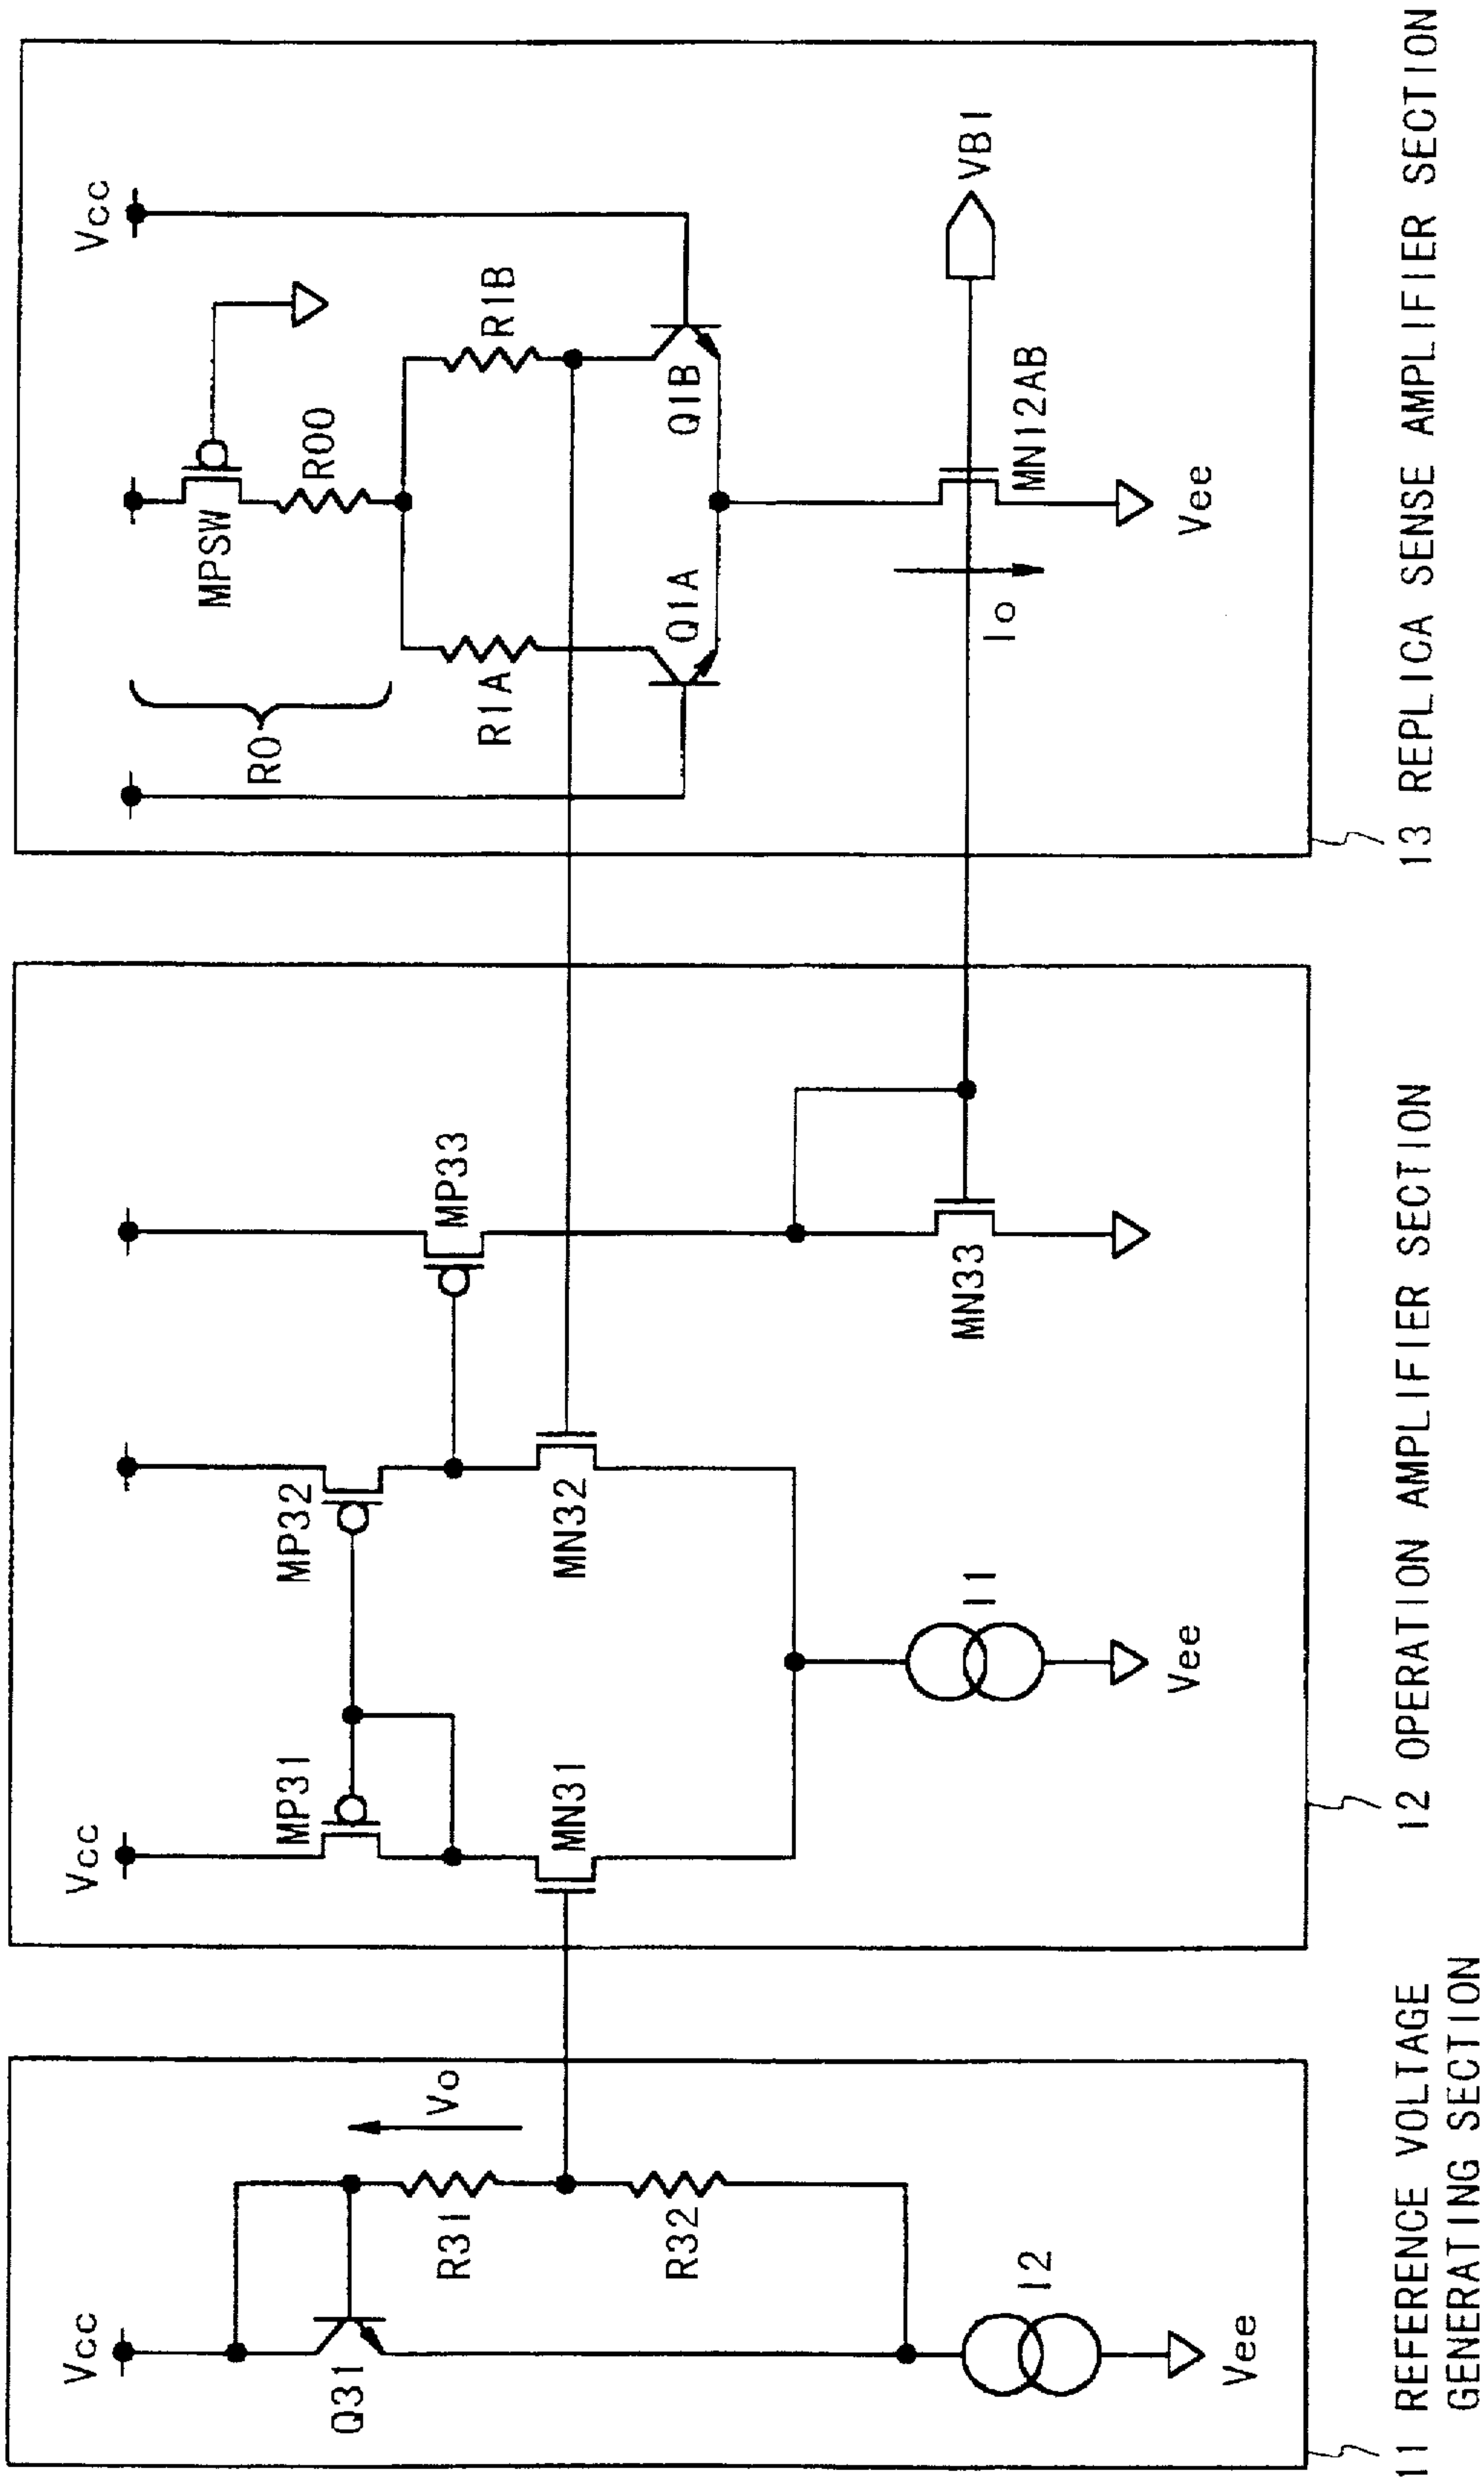 Vcc
Q31
R31
R32
Vo
I2
Vee
11 REFERENCE VOLTAGE
GENERATING SECTION
Vcc
MP31
MP32
MP33
MN31
MN32
MN33
I1
Vee
12 OPERATION AMPLIFIER SECTION
Vcc
MPSW
R00
R0
R1A
R1B
Q1A
Q1B
Io
MN12AB
VB1
Vee
13 REPLICA SENSE AMPLIFIER SECTION